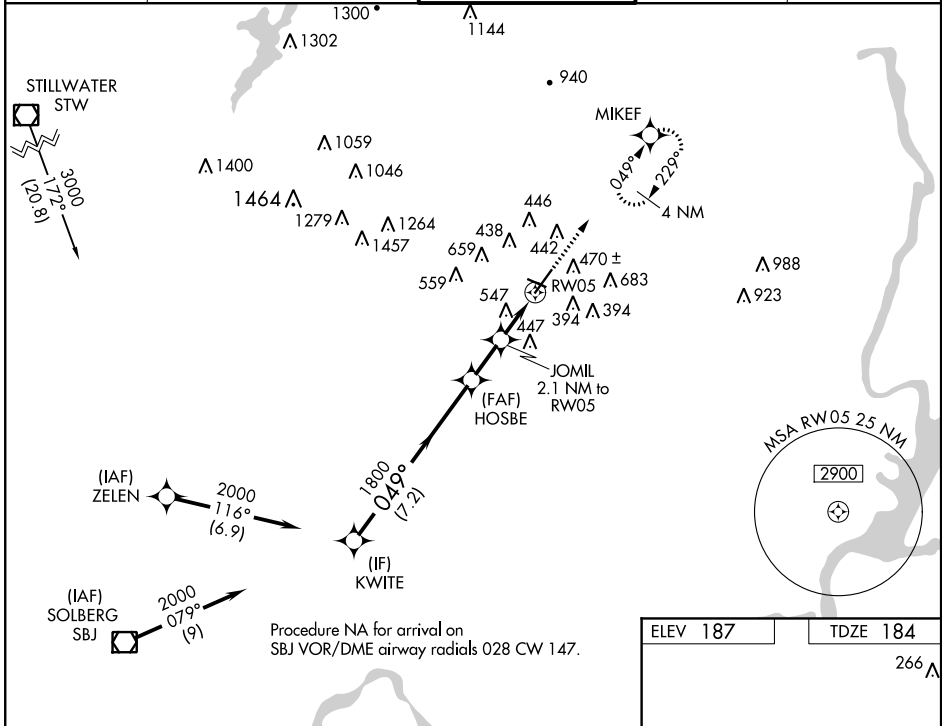 1300
1302
1144
940
STILLWATER
STW
MIKEF
1059
1046
1400
3000
172°
(20.8)
049°
229°
4 NM
1464
1279
1264
1457
446
438
442
659
559
470 ±
683
988
923
RW05
547
394
394
447
JOMIL
2.1 NM to
RW05
(FAF)
HOSBE
1800
049°
(7.2)
(IAF)
ZELEN
2000
116°
(6.9)
MSA RW05 25 NM
2900
(IF)
KWITE
(IAF)
SOLBERG
SBJ
2000
079°
(9)
Procedure NA for arrival on
SBJ VOR/DME airway radials 028 CW 147.
ELEV 187
TDZE 184
266